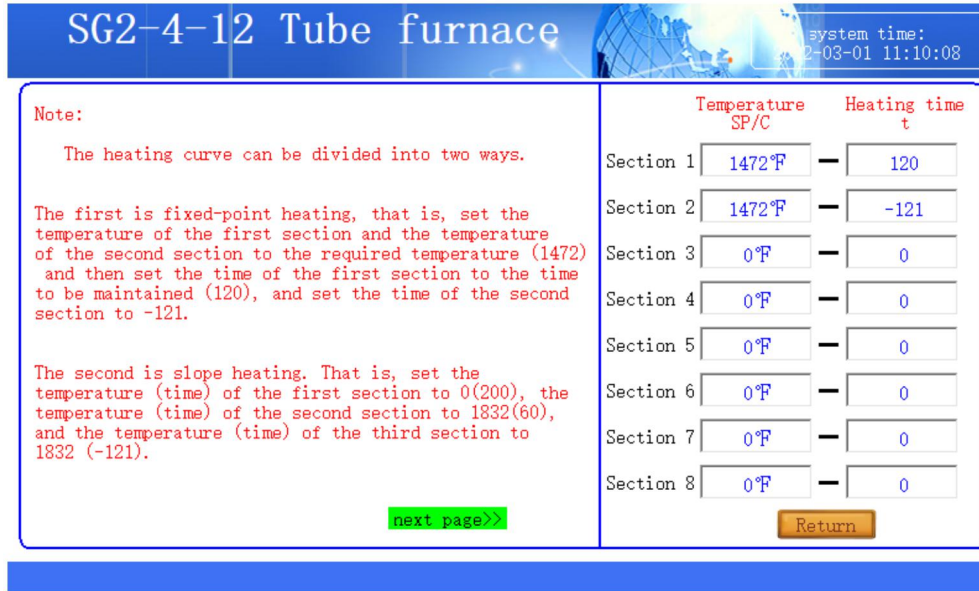 SG2-4-12 Tube furnace
system time:
2-03-01 11:10:08
Note:
The heating curve can be divided into two ways.
The first is fixed-point heating, that is, set the
temperature of the first section and the temperature
of the second section to the required temperature (1472)
and then set the time of the first section to the time
to be maintained (120), and set the time of the second
section to -121.
The second is slope heating. That is, set the
temperature (time) of the first section to 0(200), the
temperature (time) of the second section to 1832(60),
and the temperature (time) of the third section to
1832 (-121).
next page>>
Temperature Heating time
SP/C t
Section 1 1472℉ — 120
Section 2 1472℉ — -121
Section 3 0℉ — 0
Section 4 0℉ — 0
Section 5 0℉ — 0
Section 6 0℉ — 0
Section 7 0℉ — 0
Section 8 0℉ — 0
Return